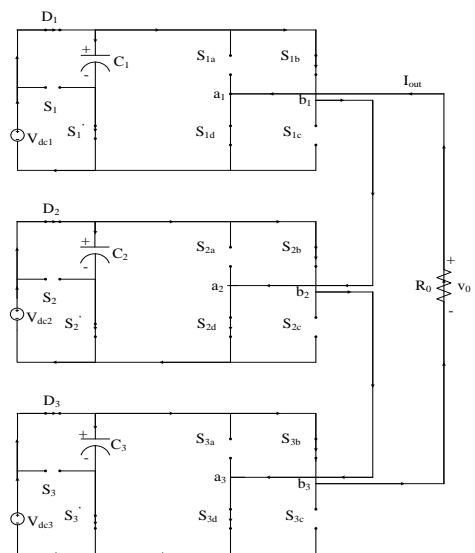 D1
+
C1
-
S1
S1'
Vdc1
S1a
S1b
a1
b1
Iout
S1d
S1c
D2
+
C2
-
S2
S2'
Vdc2
S2a
S2b
a2
b2
S2d
S2c
+
R0
v0
-
D3
+
C3
-
S3
S3'
Vdc3
S3a
S3b
a3
b3
S3d
S3c